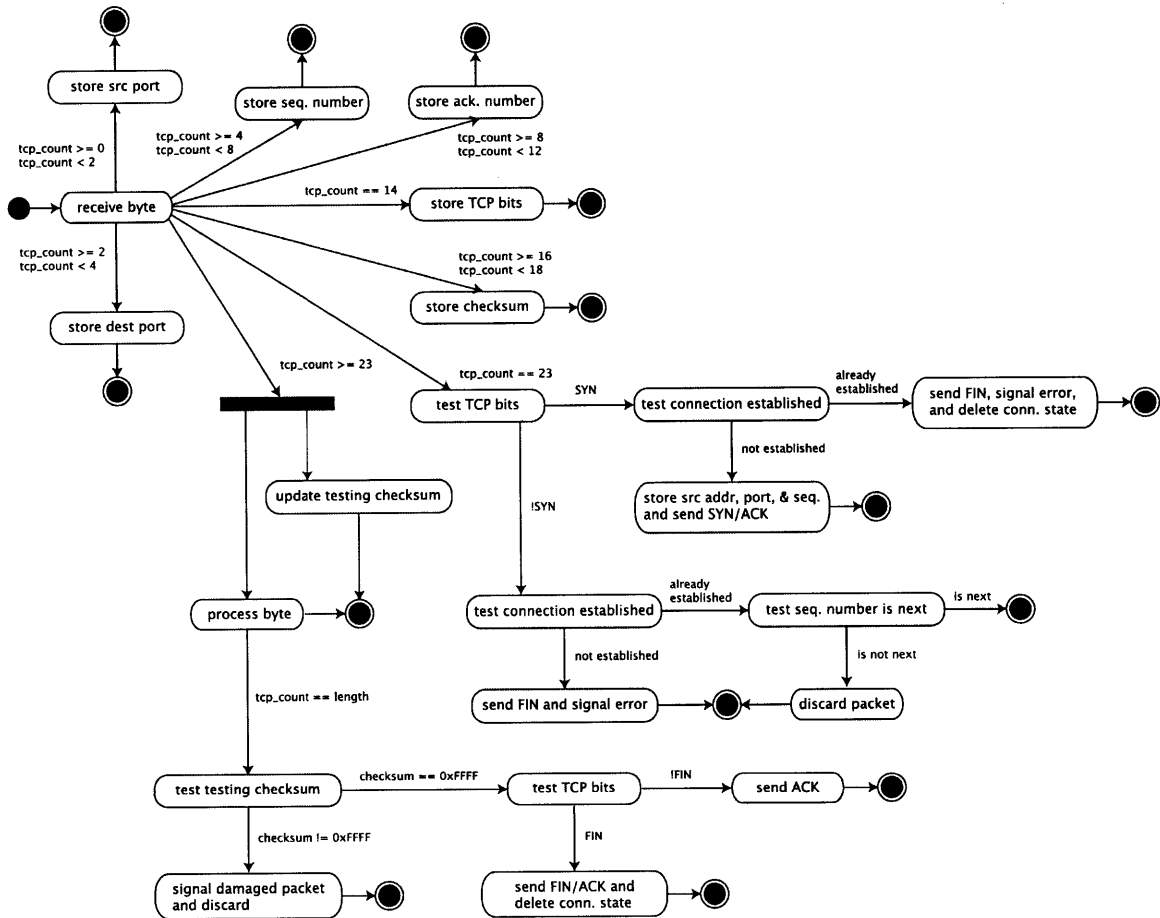 store src port
store seq. number
store ack. number
tcp_count >= 0
tcp_count < 2
tcp_count >= 4
tcp_count < 8
tcp_count >= 8
tcp_count < 12
receive byte
tcp_count == 14
store TCP bits
tcp_count >= 2
tcp_count < 4
tcp_count >= 16
tcp_count < 18
store dest port
store checksum
tcp_count >= 23
tcp_count == 23
test TCP bits
SYN
test connection established
already
established
send FIN, signal error,
and delete conn. state
not established
update testing checksum
!SYN
store src addr, port, & seq.
and send SYN/ACK
process byte
test connection established
already
established
test seq. number is next
is next
not established
is not next
tcp_count == length
send FIN and signal error
discard packet
test testing checksum
checksum == 0xFFFF
test TCP bits
!FIN
send ACK
checksum != 0xFFFF
FIN
signal damaged packet
and discard
send FIN/ACK and
delete conn. state